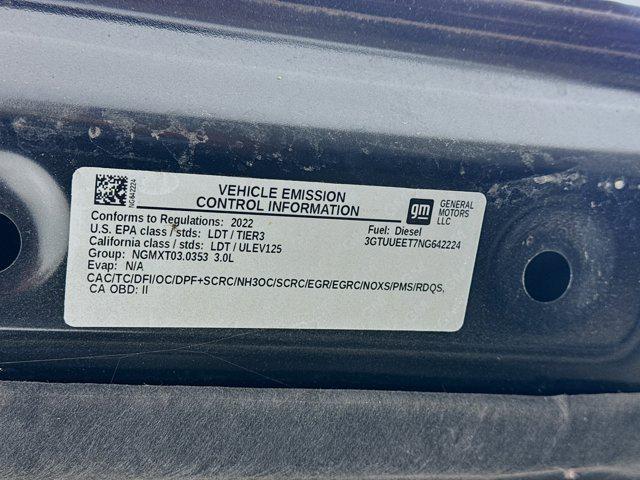 NG642224
VEHICLE EMISSION
CONTROL INFORMATION
gm
GENERAL
MOTORS
LLC
Conforms to Regulations: 2022
Fuel: Diesel
U.S. EPA class / stds: LDT / TIER3
3GTUUEET7NG642224
California class / stds: LDT / ULEV125
Group: NGMXT03.0353 3.0L
Evap: N/A
CAC/TC/DFI/OC/DPF+SCRC/NH3OC/SCRC/EGR/EGRC/NOXS/PMS/RDQS,
CA OBD: II